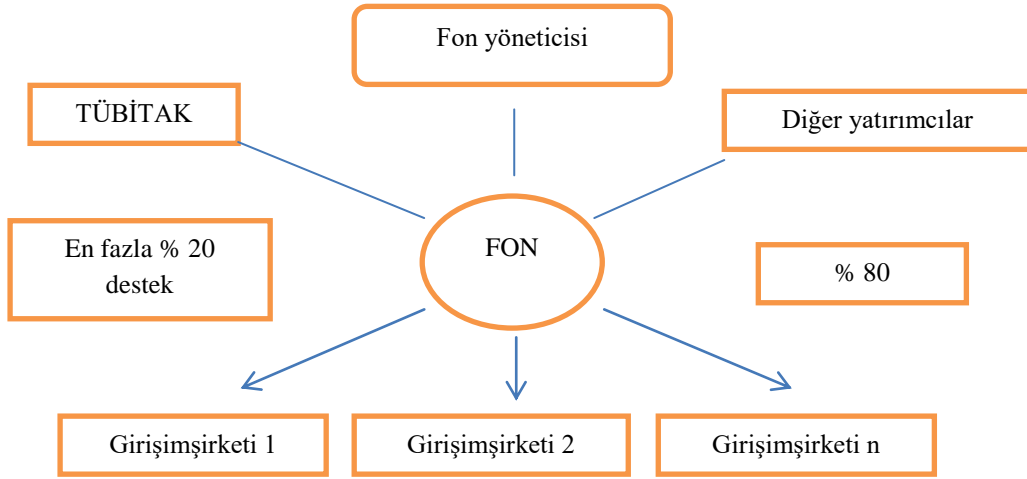 Fon yöneticisi
TÜBİTAK
Diğer yatırımcılar
En fazla % 20
destek
FON
% 80
Girişimşirketi 1
Girişimşirketi 2
Girişimşirketi n